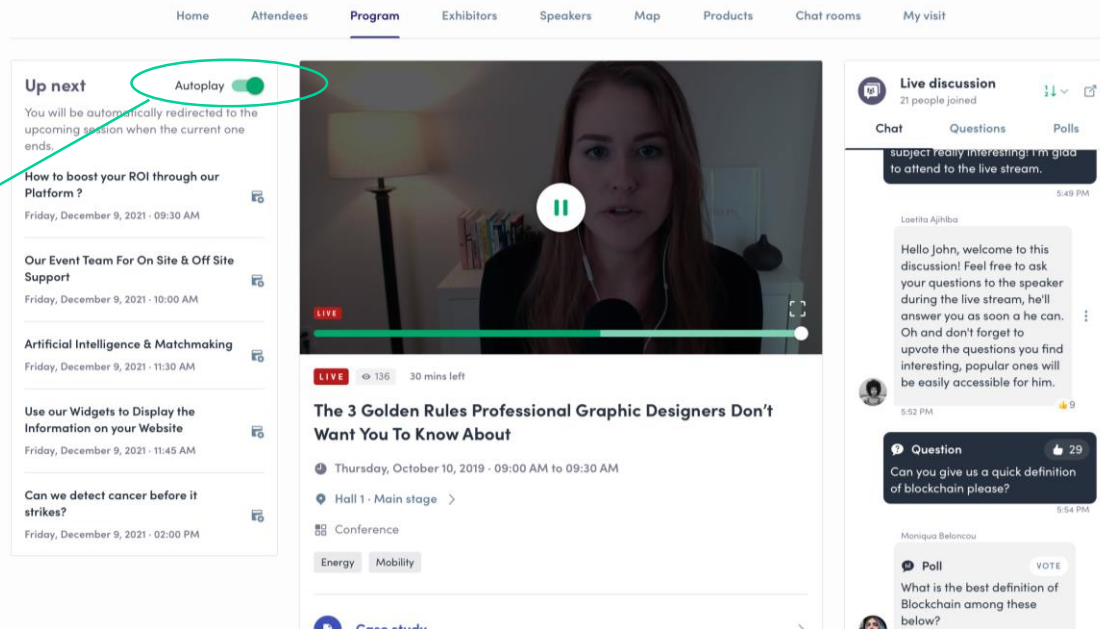 Home Attendees Program Exhibitors Speakers Map Products Chat rooms My visit
Up next
Autoplay
You will be automatically redirected to the
upcoming session when the current one
ends.
How to boost your ROI through our
Platform ?
Friday, December 9, 2021 · 09:30 AM
Our Event Team For On Site & Off Site
Support
Friday, December 9, 2021 · 10:00 AM
Artificial Intelligence & Matchmaking
Friday, December 9, 2021 · 11:30 AM
Use our Widgets to Display the
Information on your Website
Friday, December 9, 2021 · 11:45 AM
Can we detect cancer before it
strikes?
Friday, December 9, 2021 · 02:00 PM
LIVE
LIVE 136 30 mins left
The 3 Golden Rules Professional Graphic Designers Don’t
Want You To Know About
Thursday, October 10, 2019 · 09:00 AM to 09:30 AM
Hall 1 · Main stage
Conference
Energy Mobility
Case study
Live discussion
21 people joined
Chat Questions Polls
subject really interesting! I'm glad
to attend to the live stream.
5:49 PM
Laetita Ajihlba
Hello John, welcome to this
discussion! Feel free to ask
your questions to the speaker
during the live stream, he'll
answer you as soon a he can.
Oh and don't forget to
upvote the questions you find
interesting, popular ones will
be easily accessible for him.
5:52 PM 9
Question 29
Can you give us a quick definition
of blockchain please?
5:54 PM
Moniqua Beloncou
Poll VOTE
What is the best definition of
Blockchain among these
below?